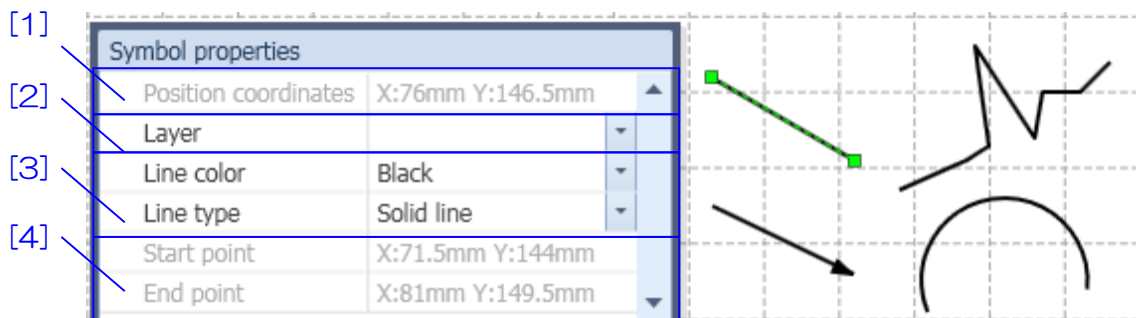 [1]
Symbol properties
Position coordinates X:76mm Y:146.5mm
[2]
Layer
[3]
Line color Black
Line type Solid line
[4]
Start point X:71.5mm Y:144mm
End point X:81mm Y:149.5mm